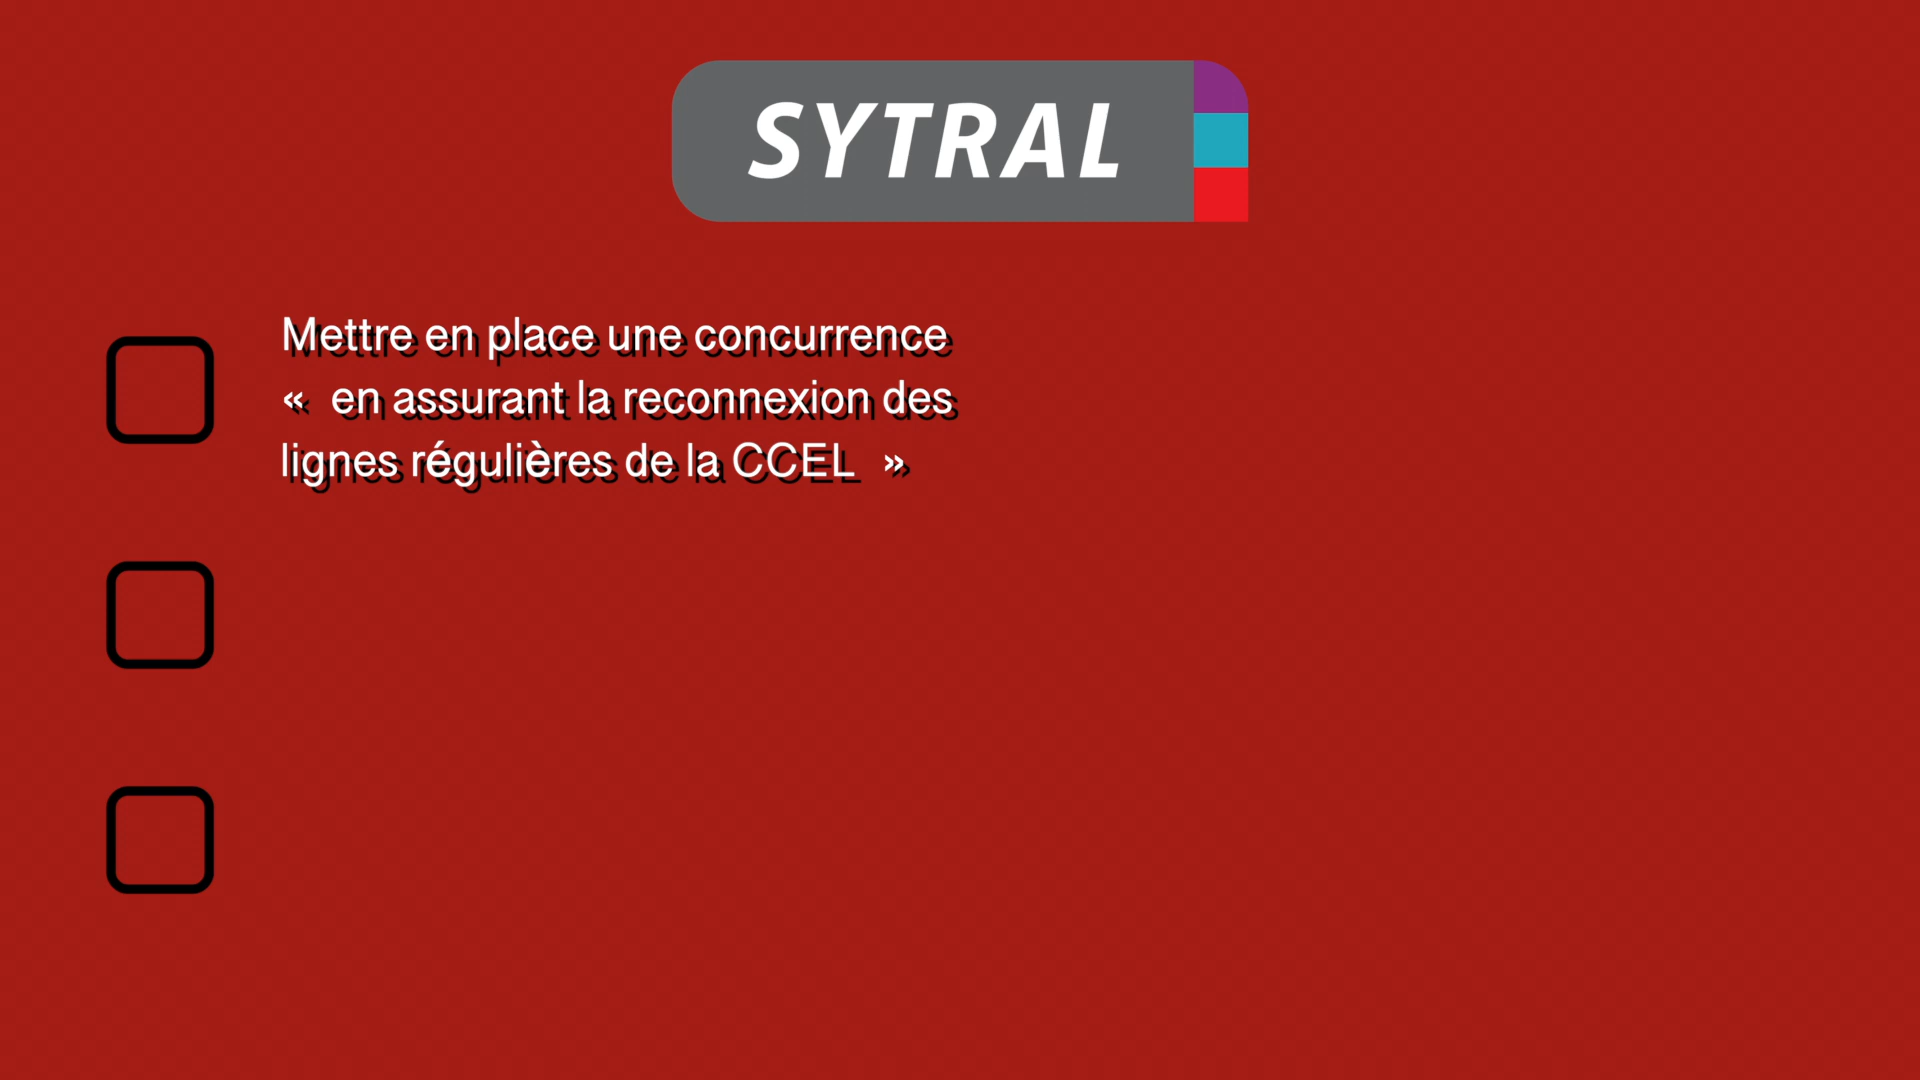 SYTRAL
Mettre en place une concurrence
« en assurant la reconnexion des
lignes régulières de la CCEL »